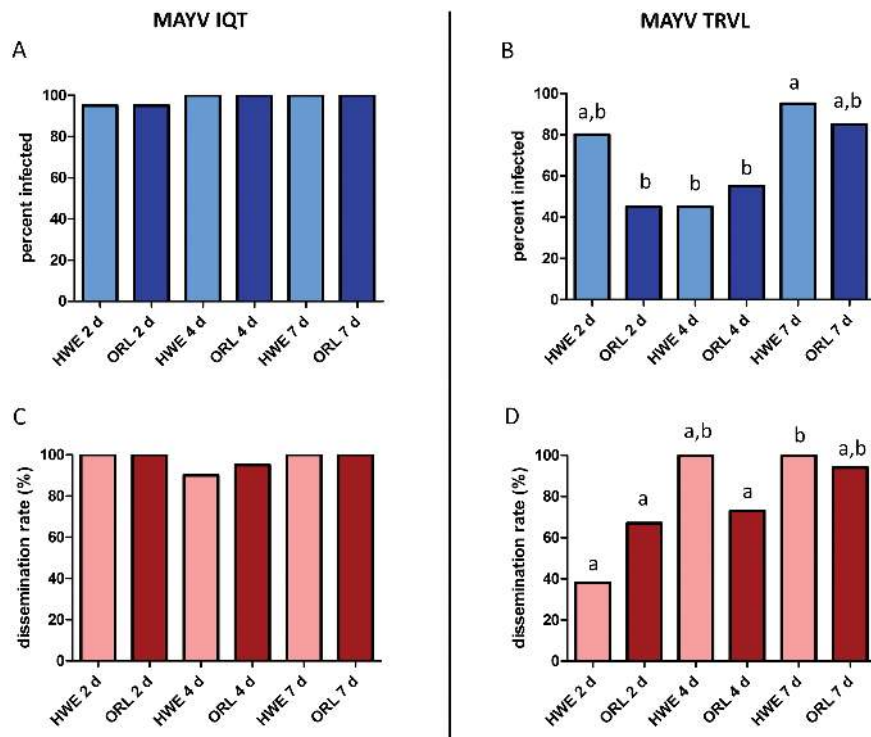 MAYV IQT
MAYV TRVL
A
percent infected
100
80
60
40
20
0
HWE 2 d
ORL 2 d
HWE 4 d
ORL 4 d
HWE 7 d
ORL 7 d
B
percent infected
100
80
60
40
20
0
a,b
b
b
b
a
a,b
HWE 2 d
ORL 2 d
HWE 4 d
ORL 4 d
HWE 7 d
ORL 7 d
C
dissemination rate (%)
100
80
60
40
20
0
HWE 2 d
ORL 2 d
HWE 4 d
ORL 4 d
HWE 7 d
ORL 7 d
D
dissemination rate (%)
100
80
60
40
20
0
a
a
a,b
a
b
a,b
HWE 2 d
ORL 2 d
HWE 4 d
ORL 4 d
HWE 7 d
ORL 7 d